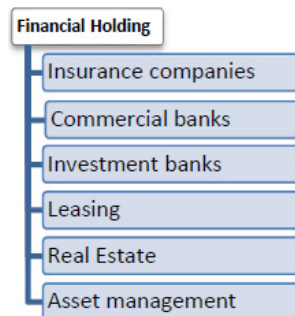 Financial Holding
Insurance companies
Commercial banks
Investment banks
Leasing
Real Estate
Asset management